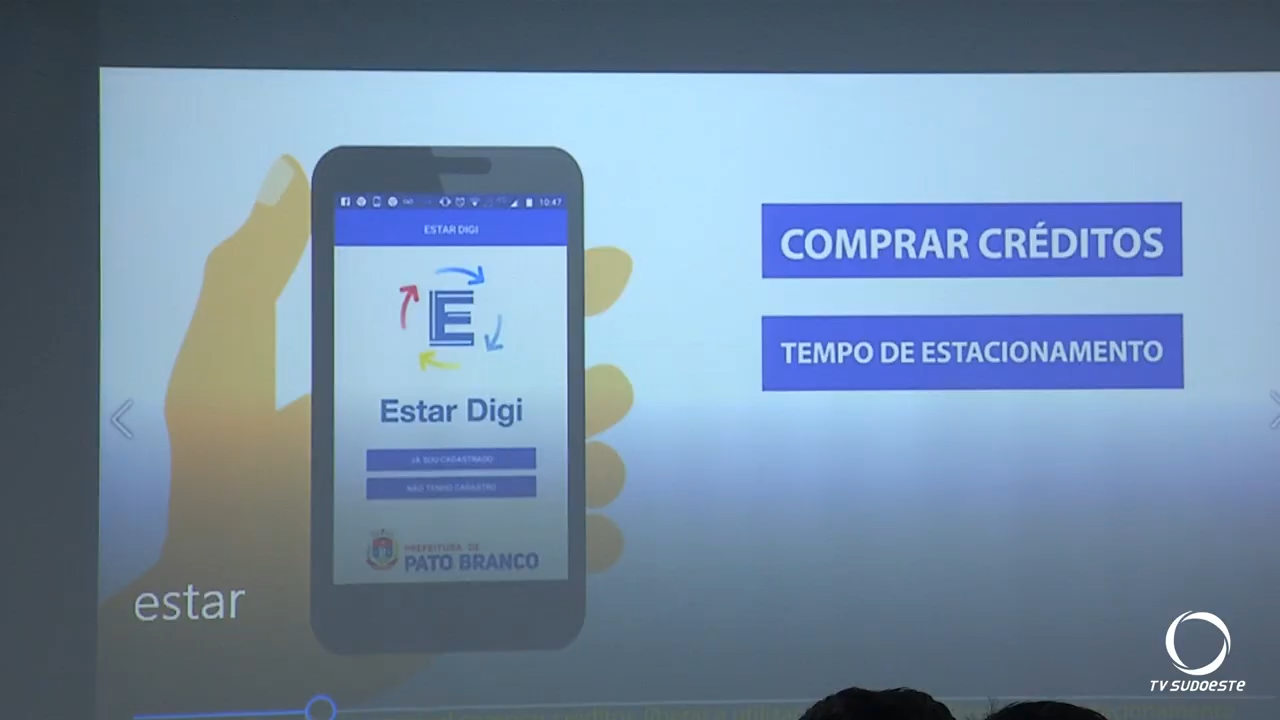 10:47
ESTAR DIGI
E
Estar Digi
JÁ SOU CADASTRADO
NÃO TENHO CADASTRO
PREFEITURA DE
PATO BRANCO
COMPRAR CRÉDITOS
TEMPO DE ESTACIONAMENTO
estar
TV SUDOESTE